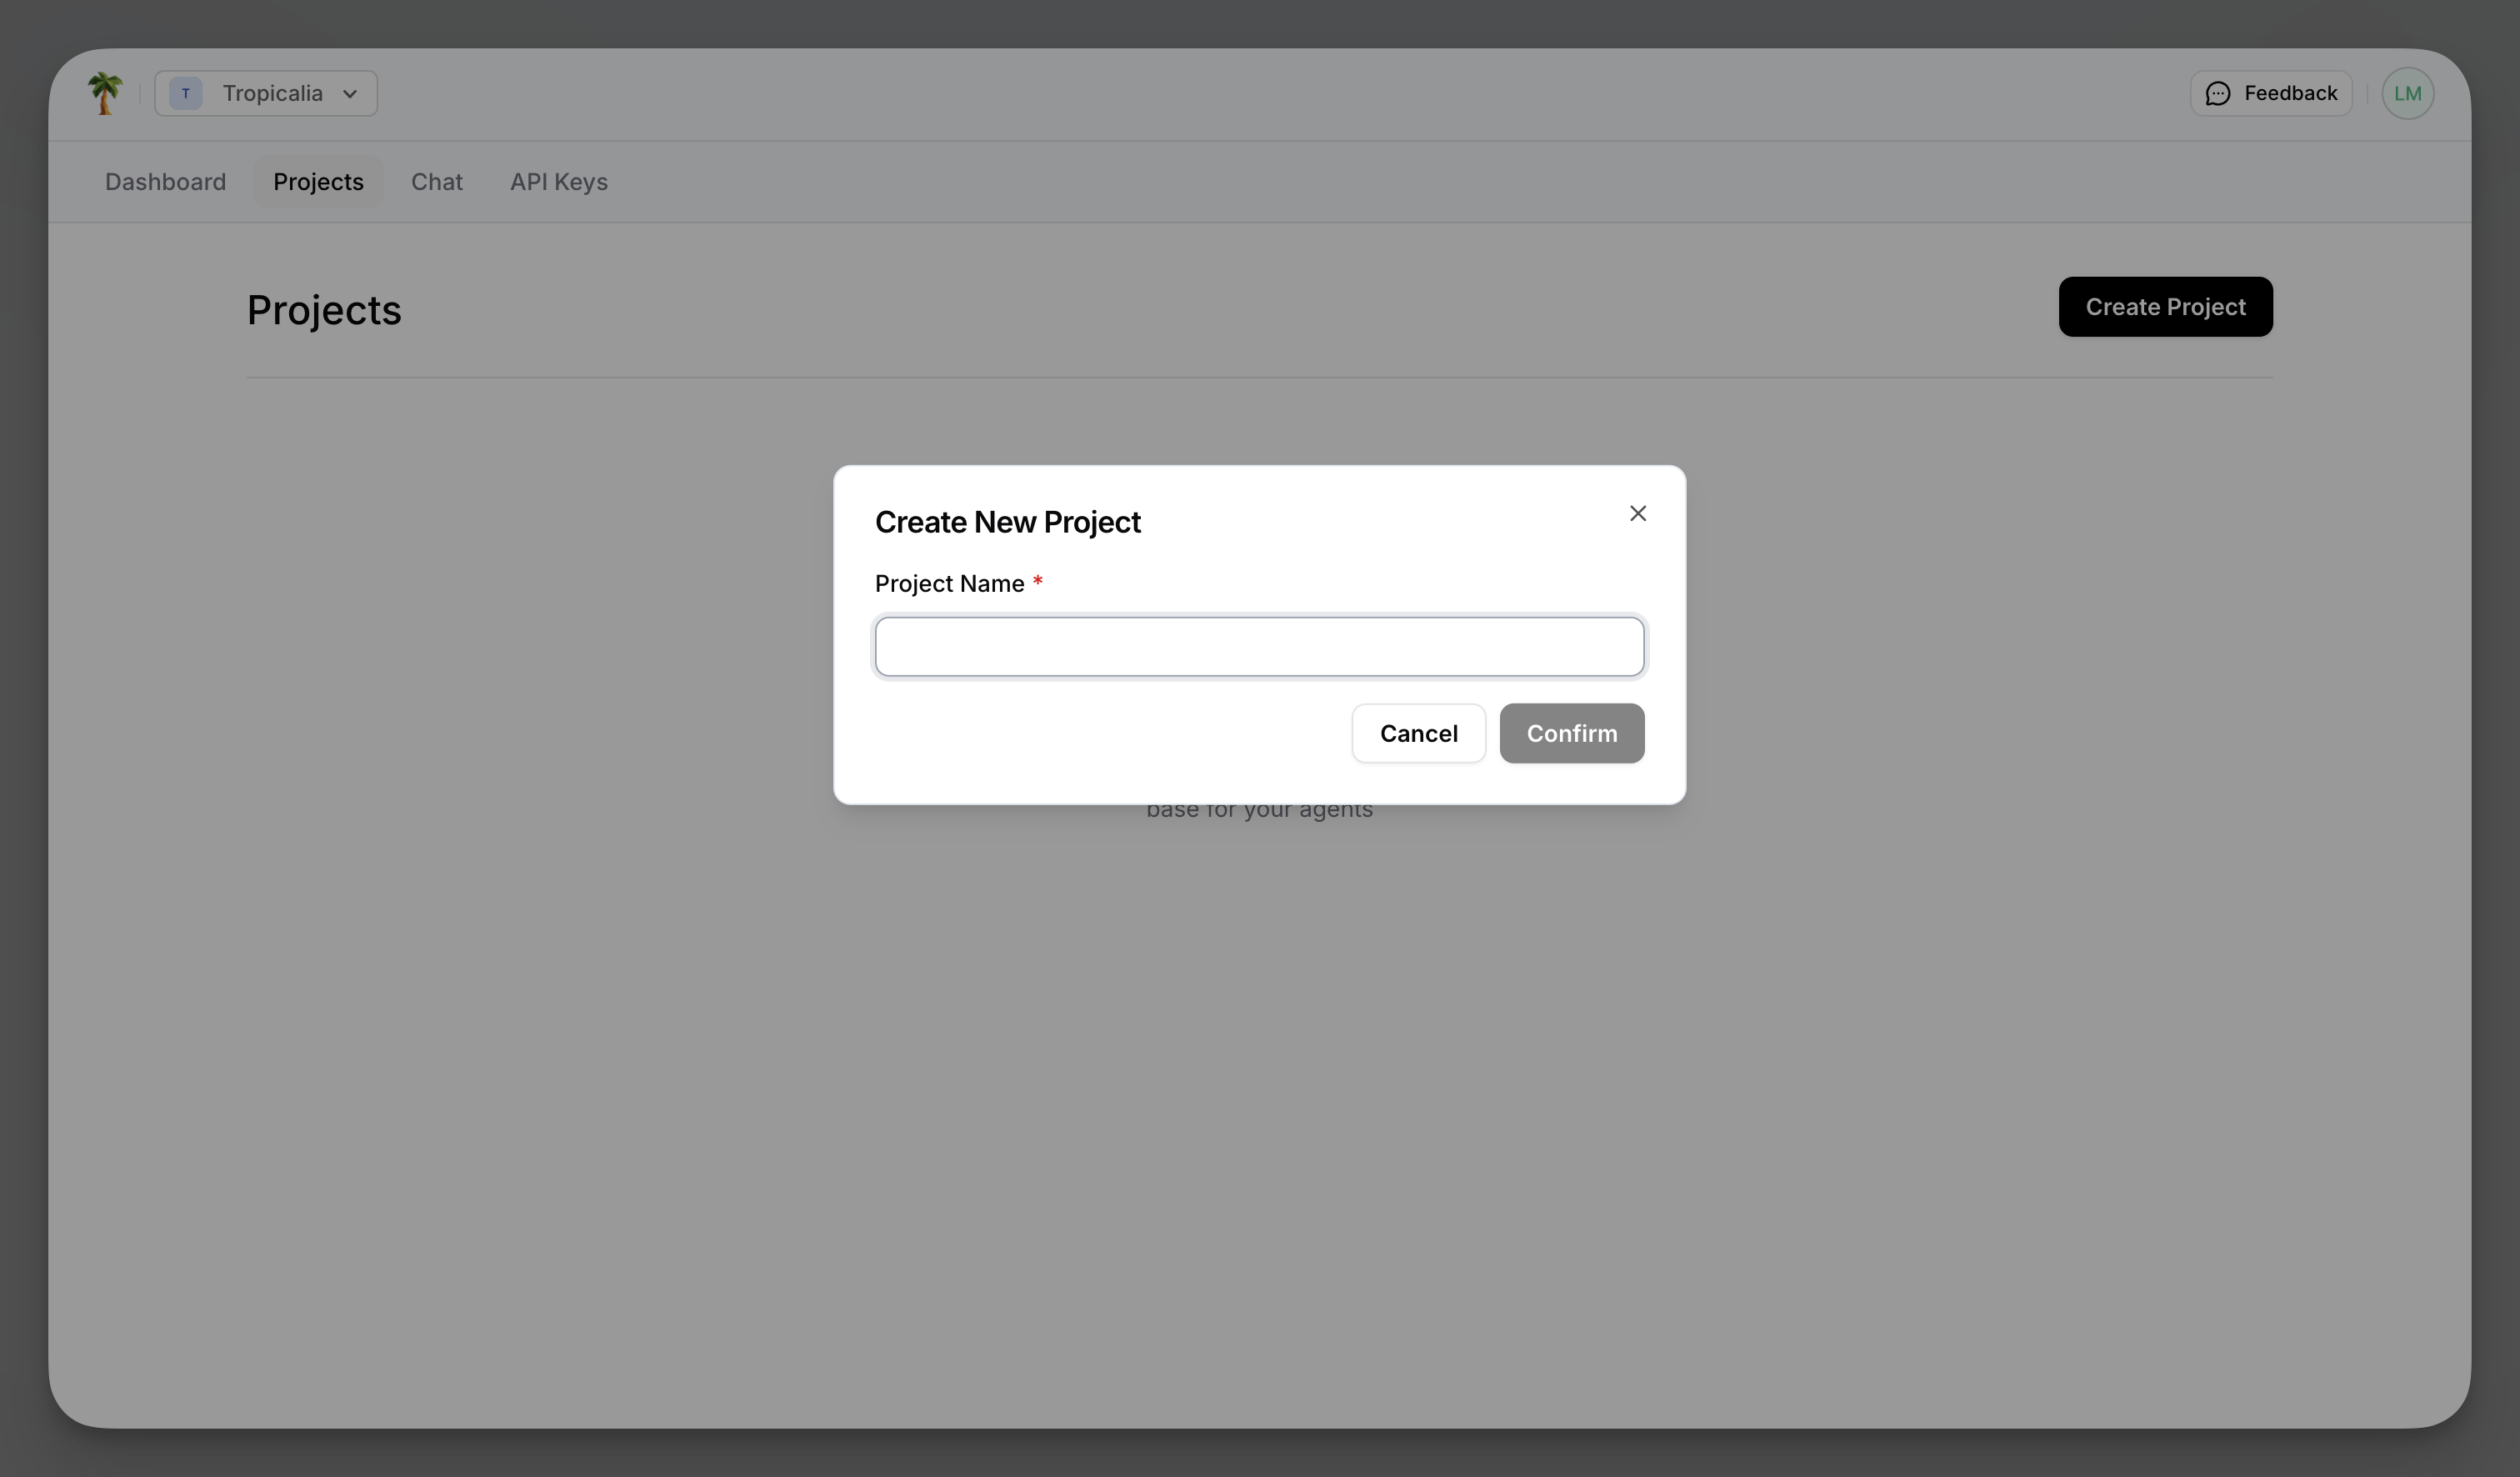 T Tropicalia
Feedback LM
Dashboard Projects Chat API Keys
Projects
Create Project
Create New Project
Project Name *
Cancel Confirm
base for your agents